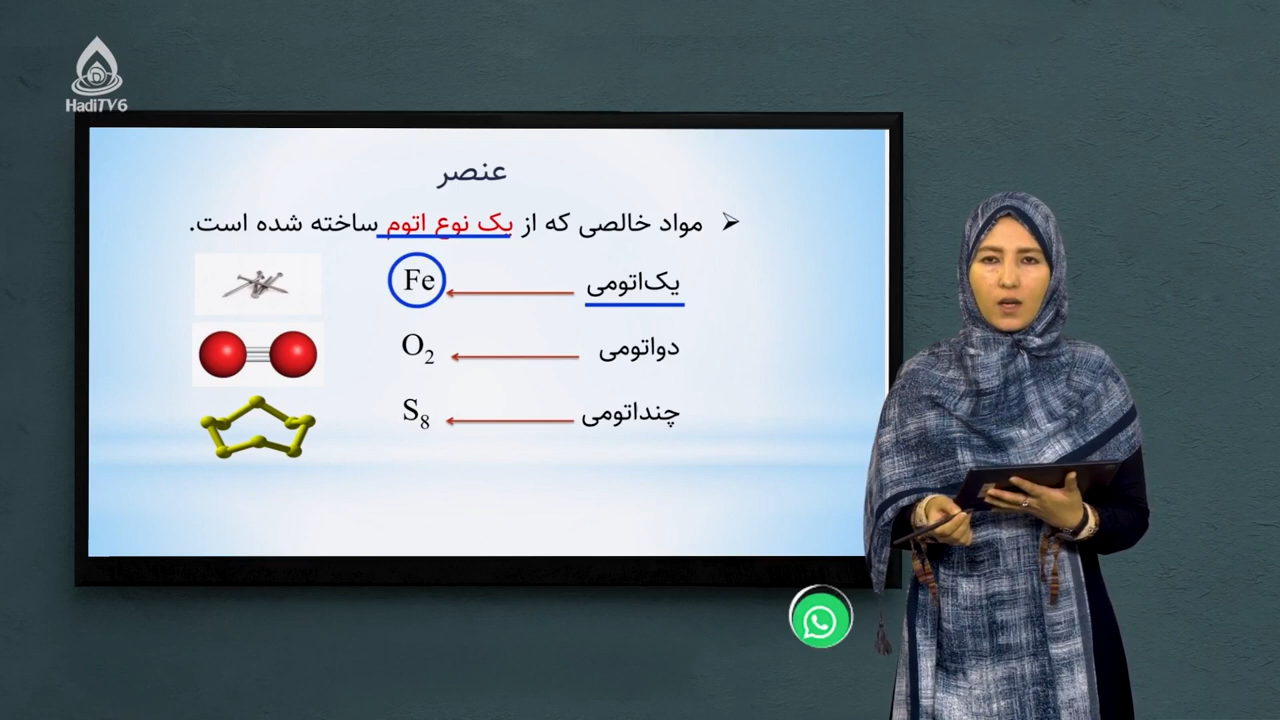 HadiTV6
عنصر
➢ مواد خالصی که از یک نوع اتوم ساخته شده است.
یک‌اتومی Fe
دواتومی O₂
چنداتومی S₈